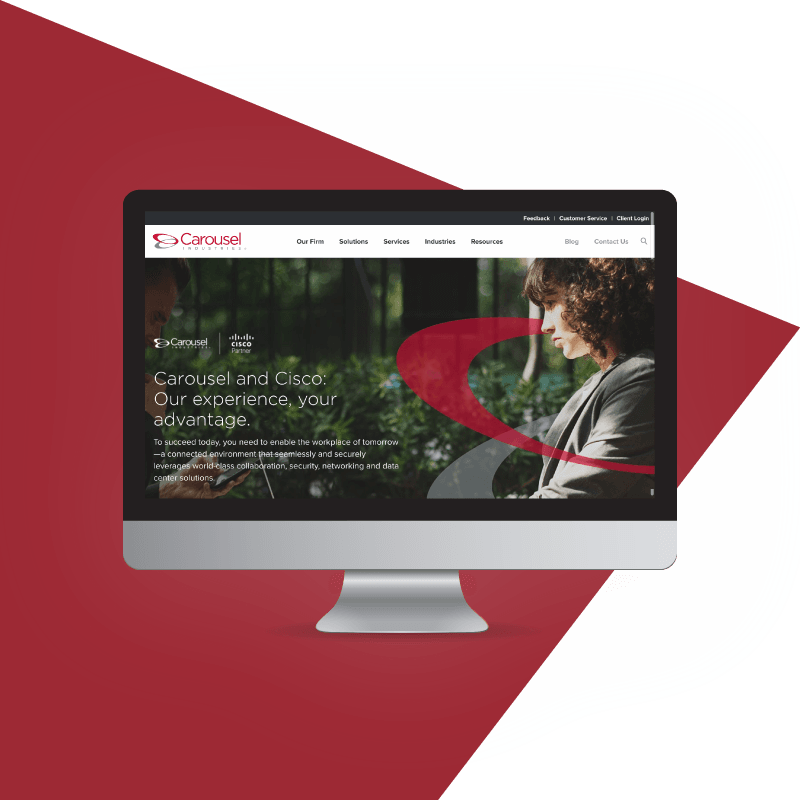 Feedback | Customer Service | Client Login
Carousel
INDUSTRIES
Our Firm Solutions Services Industries Resources Blog Contact Us
Carousel
INDUSTRIES
CISCO
Partner
Carousel and Cisco:
Our experience, your
advantage.
To succeed today, you need to enable the workplace of tomorrow
—a connected environment that seemlessly and securely
leverages world-class collaboration, security, networking and data
center solutions.